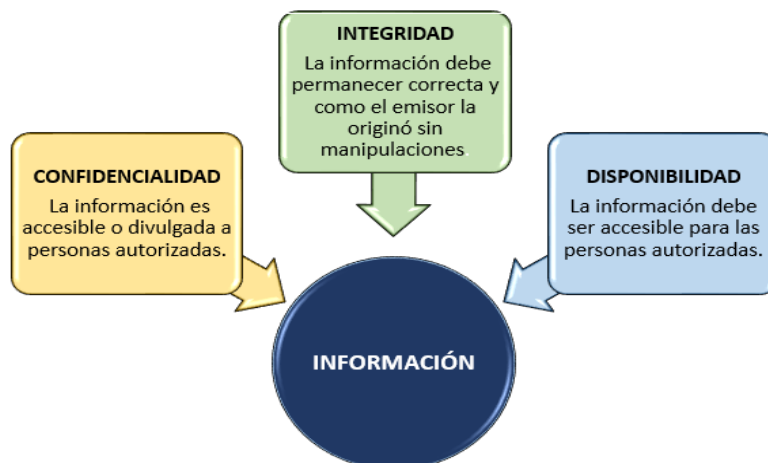 INTEGRIDAD
La información debe
permanecer correcta y
como el emisor la
originó sin
manipulaciones.
CONFIDENCIALIDAD
La información es
accesible o divulgada a
personas autorizadas.
DISPONIBILIDAD
La información debe
ser accesible para las
personas autorizadas.
INFORMACIÓN